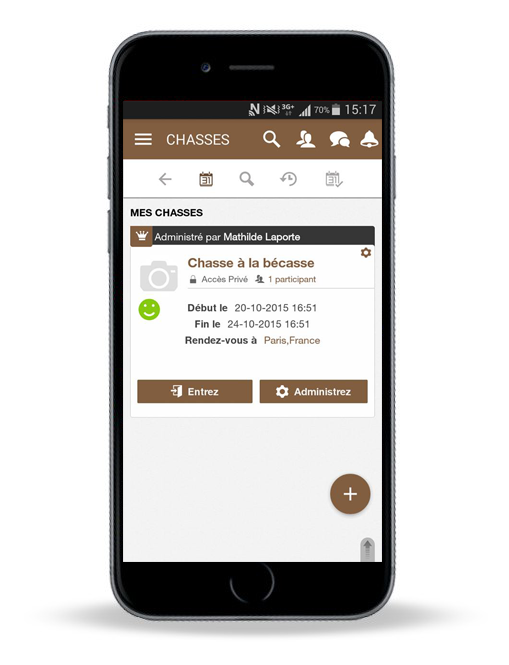 3G+ 70% 15:17
CHASSES
31
MES CHASSES
Administré par Mathilde Laporte
Chasse à la bécasse
Accès Privé 1 participant
Début le 20-10-2015 16:51
Fin le 24-10-2015 16:51
Rendez-vous à Paris,France
Entrez Administrez